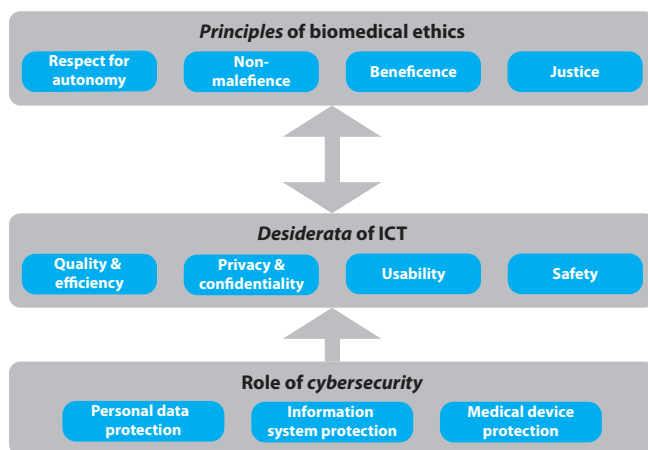 Principles of biomedical ethics
Respect for
autonomy
Non-
malefience
Beneficence
Justice
Desiderata of ICT
Quality &
efficiency
Privacy &
confidentiality
Usability
Safety
Role of cybersecurity
Personal data
protection
Information
system protection
Medical device
protection